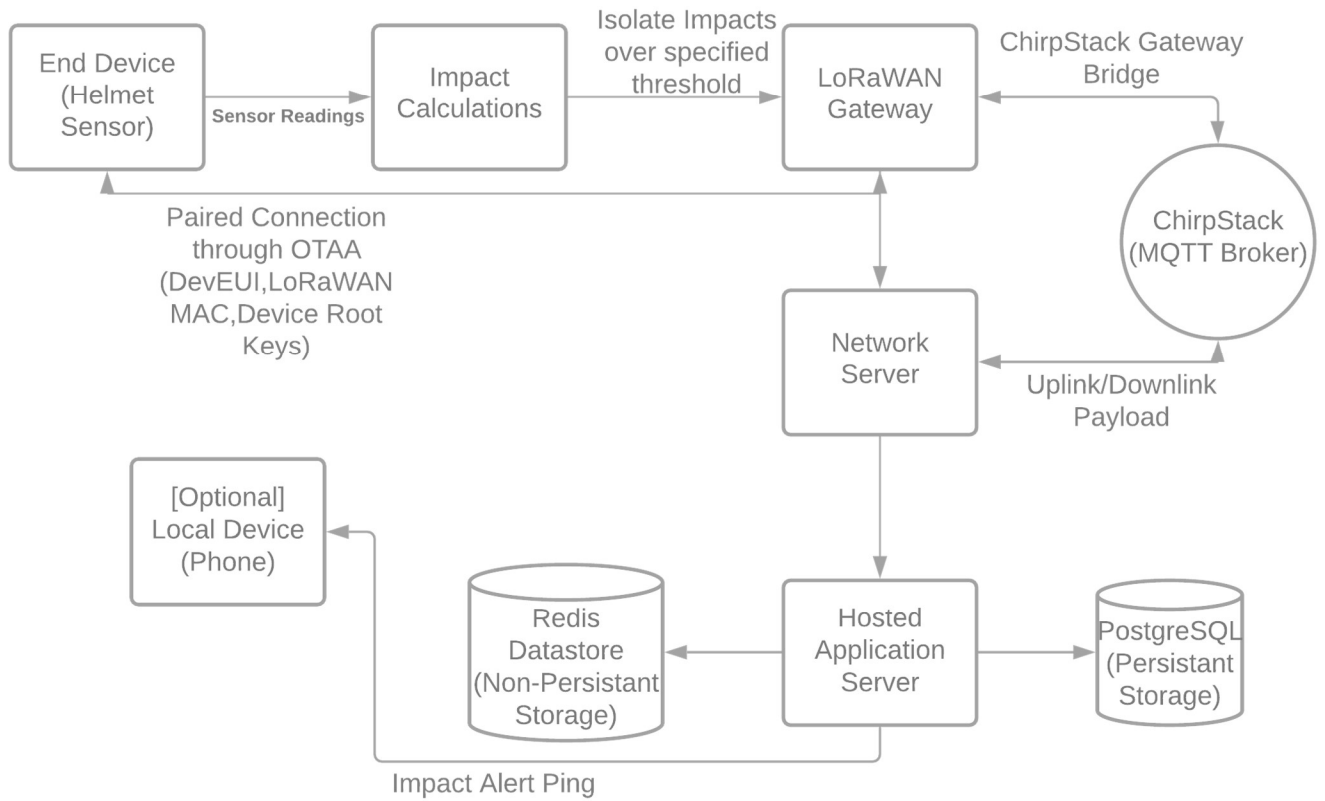 End Device
(Helmet
Sensor)
Sensor Readings
Impact
Calculations
Isolate Impacts
over specified
threshold
LoRaWAN
Gateway
ChirpStack Gateway
Bridge
ChirpStack
(MQTT Broker)
Paired Connection
through OTAA
(DevEUI,LoRaWAN
MAC,Device Root
Keys)
Network
Server
Uplink/Downlink
Payload
[Optional]
Local Device
(Phone)
Redis
Datastore
(Non-Persistant
Storage)
Hosted
Application
Server
PostgreSQL
(Persistant
Storage)
Impact Alert Ping